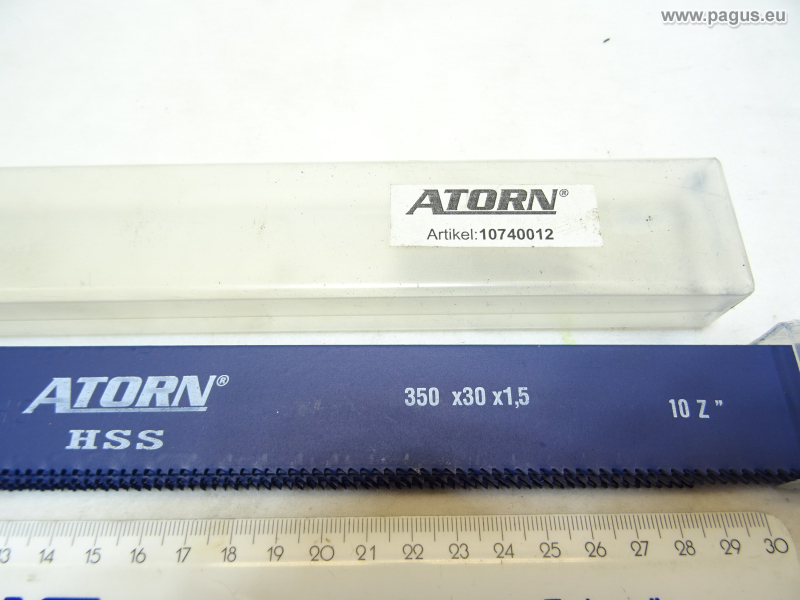 www.pagus.eu
ATORN®
Artikel:10740012
ATORN®
350 x30 x1,5
10 Z "
HSS
13 14 15 16 17 18 19 20 21 22 23 24 25 26 27 28 29 30